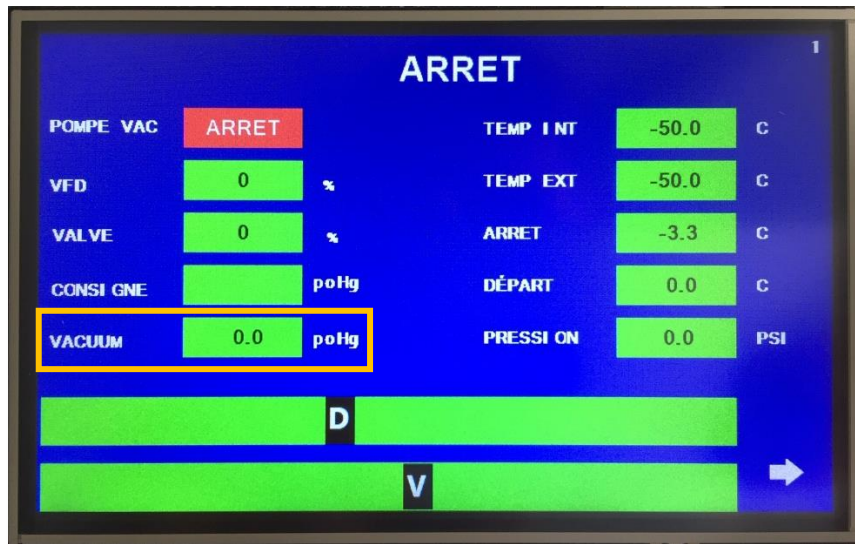 ARRET
1
POMPE VAC ARRET
VFD 0 %
VALVE 0 %
CONSIGNE poHg
VACUUM 0.0 poHg
TEMP INT -50.0 C
TEMP EXT -50.0 C
ARRET -3.3 C
DÉPART 0.0 C
PRESSION 0.0 PSI
D
V